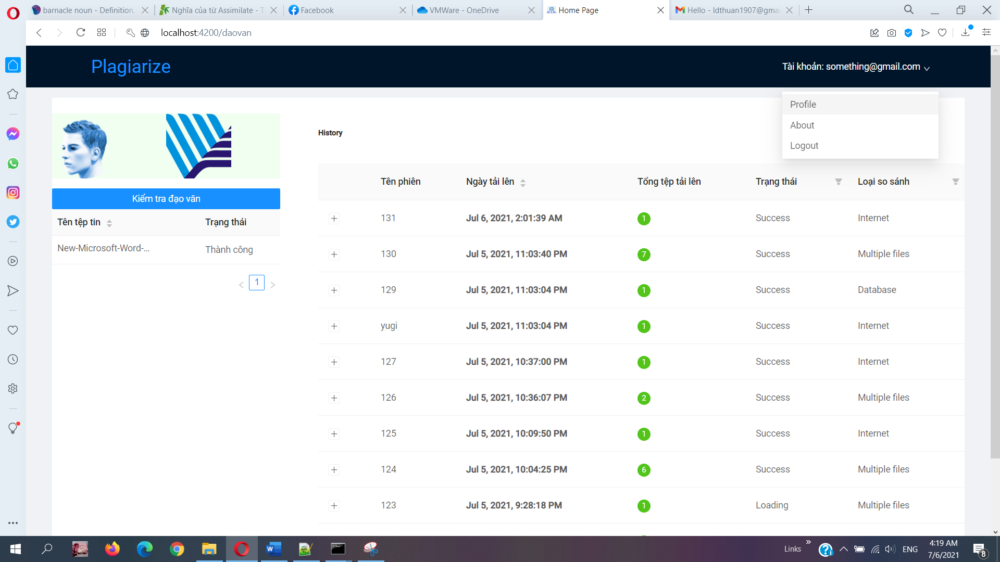 barnacle noun - Definition,
Nghĩa của từ Assimilate - T
Facebook
VMWare - OneDrive
Home Page
Hello - ldthuan1907@gmai
localhost:4200/daovan
Plagiarize
Tài khoản: something@gmail.com
Profile
About
Logout
Kiểm tra đạo văn
Tên tệp tin Trạng thái
New-Microsoft-Word-... Thành công
1
History
Tên phiên Ngày tải lên Tổng tệp tải lên Trạng thái Loại so sánh
131 Jul 6, 2021, 2:01:39 AM 1 Success Internet
130 Jul 5, 2021, 11:03:40 PM 7 Success Multiple files
129 Jul 5, 2021, 11:03:04 PM 1 Success Database
yugi Jul 5, 2021, 11:03:04 PM 1 Success Internet
127 Jul 5, 2021, 10:37:00 PM 1 Success Internet
126 Jul 5, 2021, 10:36:07 PM 2 Success Multiple files
125 Jul 5, 2021, 10:09:50 PM 1 Success Internet
124 Jul 5, 2021, 10:04:25 PM 6 Success Multiple files
123 Jul 5, 2021, 9:28:18 PM 1 Loading Multiple files
Links
ENG
4:19 AM
7/6/2021
8